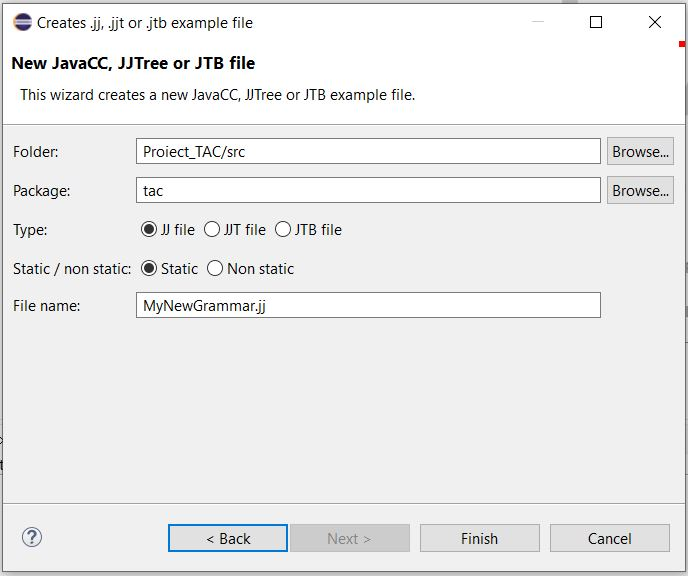 Creates .jj, .jjt or .jtb example file
New JavaCC, JJTree or JTB file
This wizard creates a new JavaCC, JJTree or JTB example file.
Folder: Proiect_TAC/src Browse...
Package: tac Browse...
Type: JJ file JJT file JTB file
Static / non static: Static Non static
File name: MyNewGrammar.jj
? < Back Next > Finish Cancel